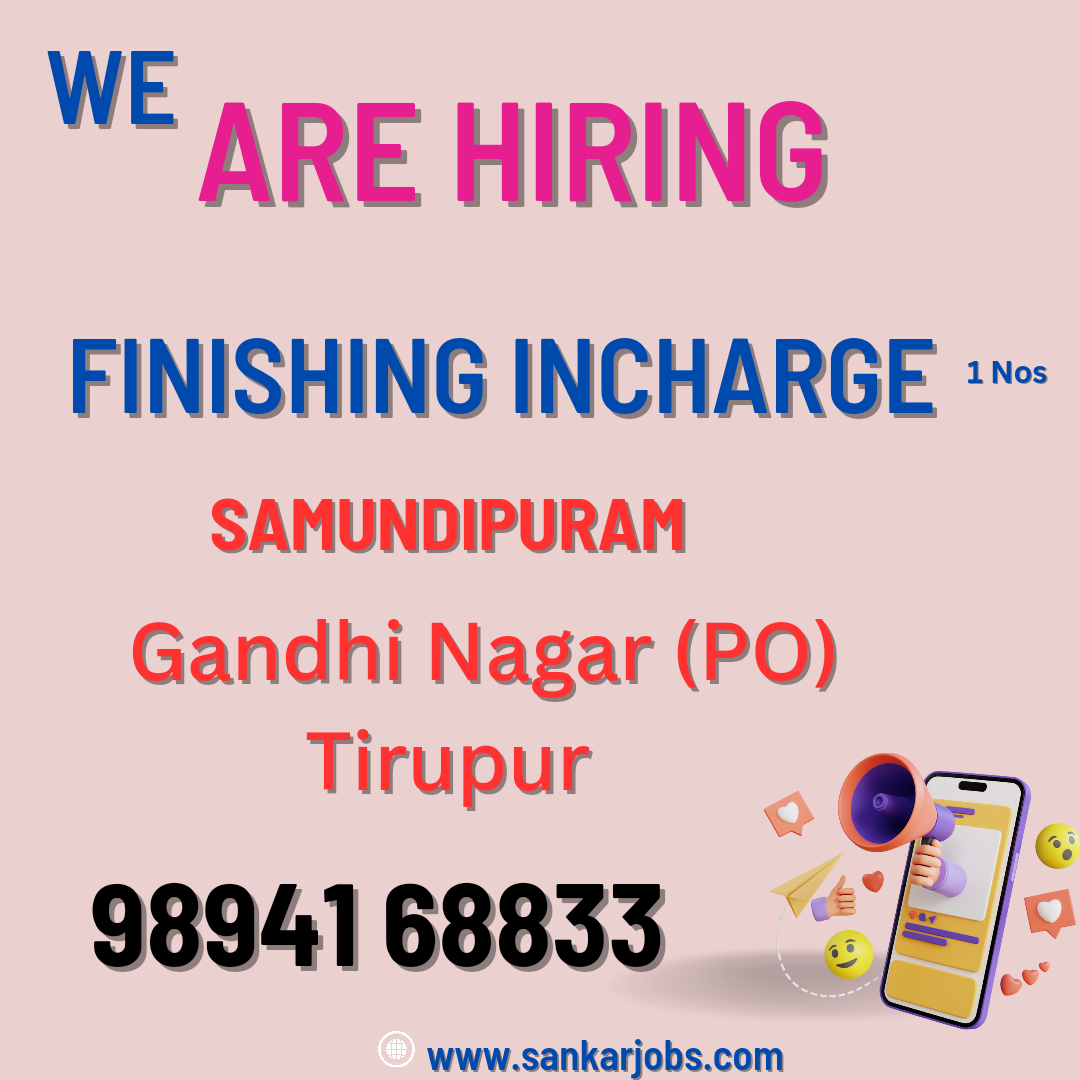 WE
ARE HIRING
FINISHING INCHARGE 1 Nos
SAMUNDIPURAM
Gandhi Nagar (PO)
Tirupur
98941 68833
www.sankarjobs.com